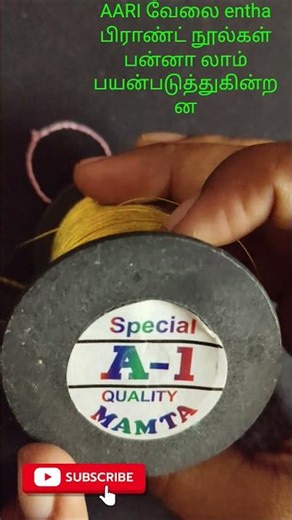 AARI வேலை entha
பிராண்ட் நூல்கள்
பன்னா லாம்
பயன்படுத்துகின்ற
ன
Special
A-1
QUALITY
MAMTA
SUBSCRIBE